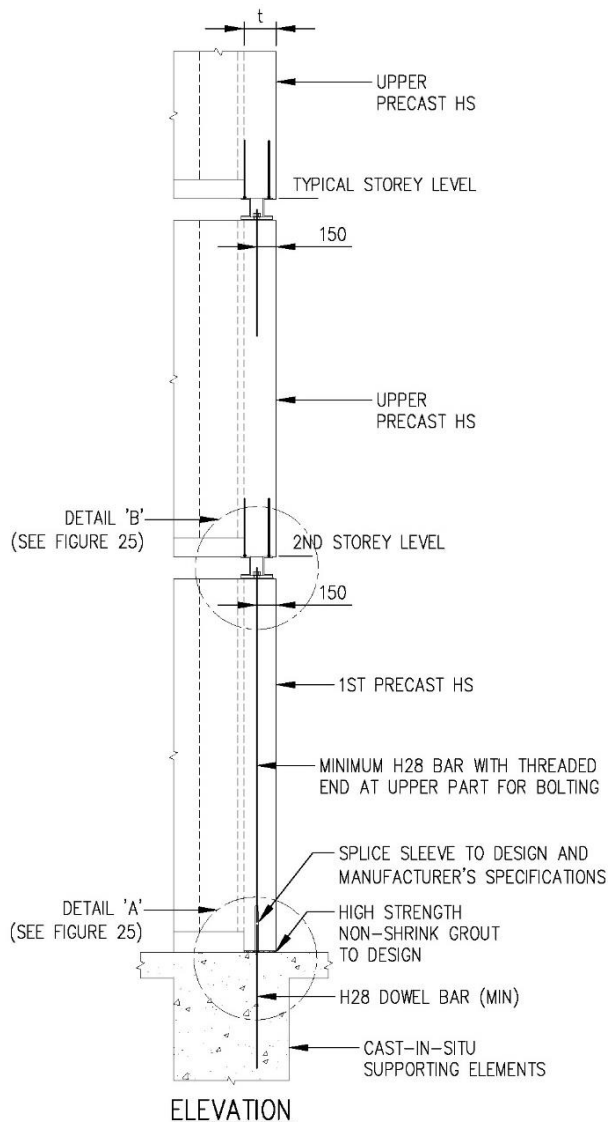 t
UPPER
PRECAST HS
TYPICAL STOREY LEVEL
150
UPPER
PRECAST HS
DETAIL 'B'
(SEE FIGURE 25)
2ND STOREY LEVEL
150
1ST PRECAST HS
MINIMUM H28 BAR WITH THREADED
END AT UPPER PART FOR BOLTING
SPLICE SLEEVE TO DESIGN AND
MANUFACTURER'S SPECIFICATIONS
DETAIL 'A'
(SEE FIGURE 25)
HIGH STRENGTH
NON-SHRINK GROUT
TO DESIGN
H28 DOWEL BAR (MIN)
CAST-IN-SITU
SUPPORTING ELEMENTS
ELEVATION